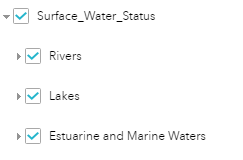 Surface_Water_Status
Rivers
Lakes
Estuarine and Marine Waters